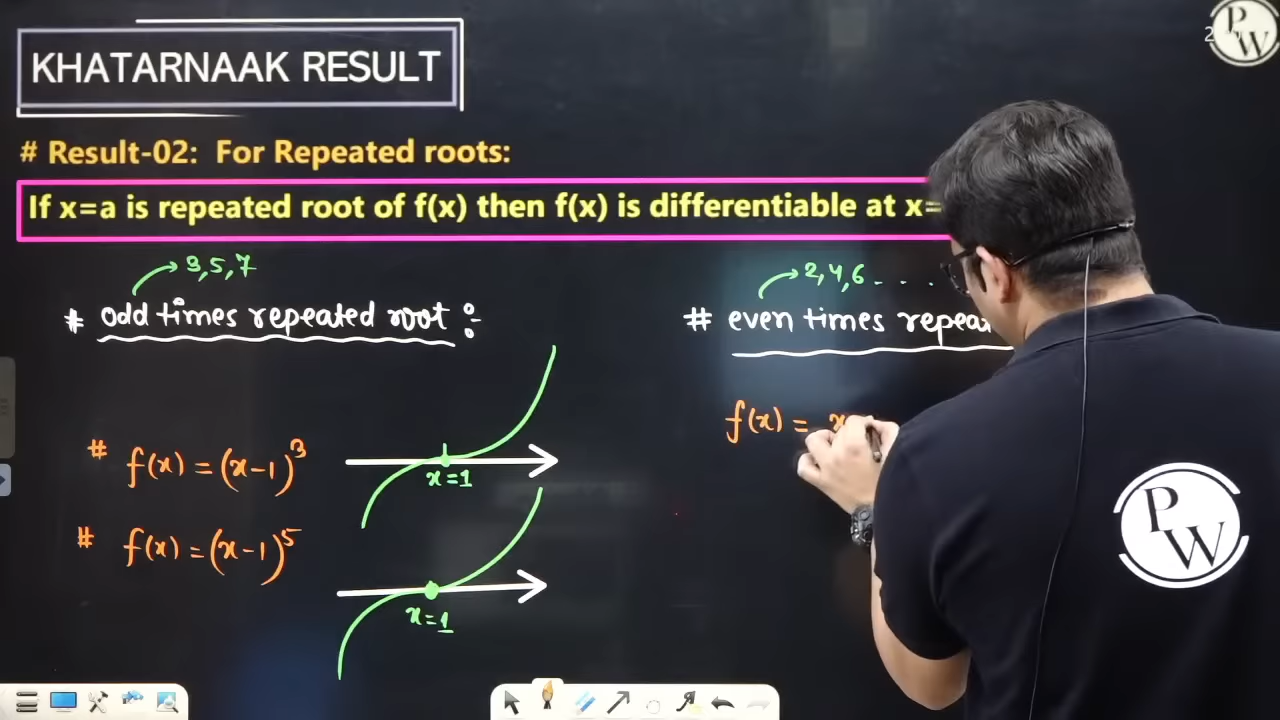 KHATARNAAK RESULT
# Result-02: For Repeated roots:
If x=a is repeated root of f(x) then f(x) is differentiable at x=
3,5,7
# odd times repeated root :-
# f(x) = (x-1)^3
x=1
# f(x) = (x-1)^5
x=1
2,4,6 - - -
# even times
f(x) = x
PW
PW